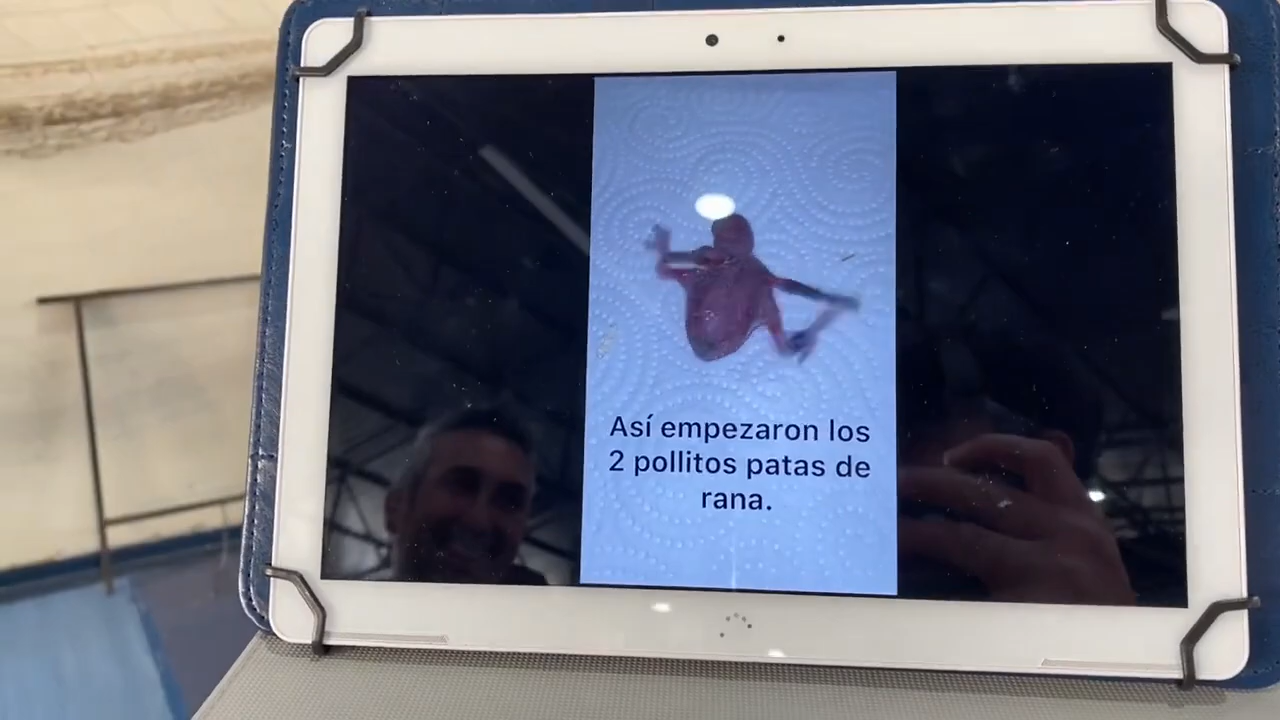 Así empezaron los
2 pollitos patas de
rana.